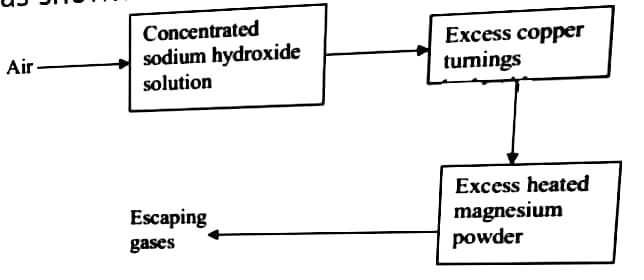 Air
Concentrated
sodium hydroxide
solution
Excess copper
turnings
Excess heated
magnesium
powder
Escaping
gases